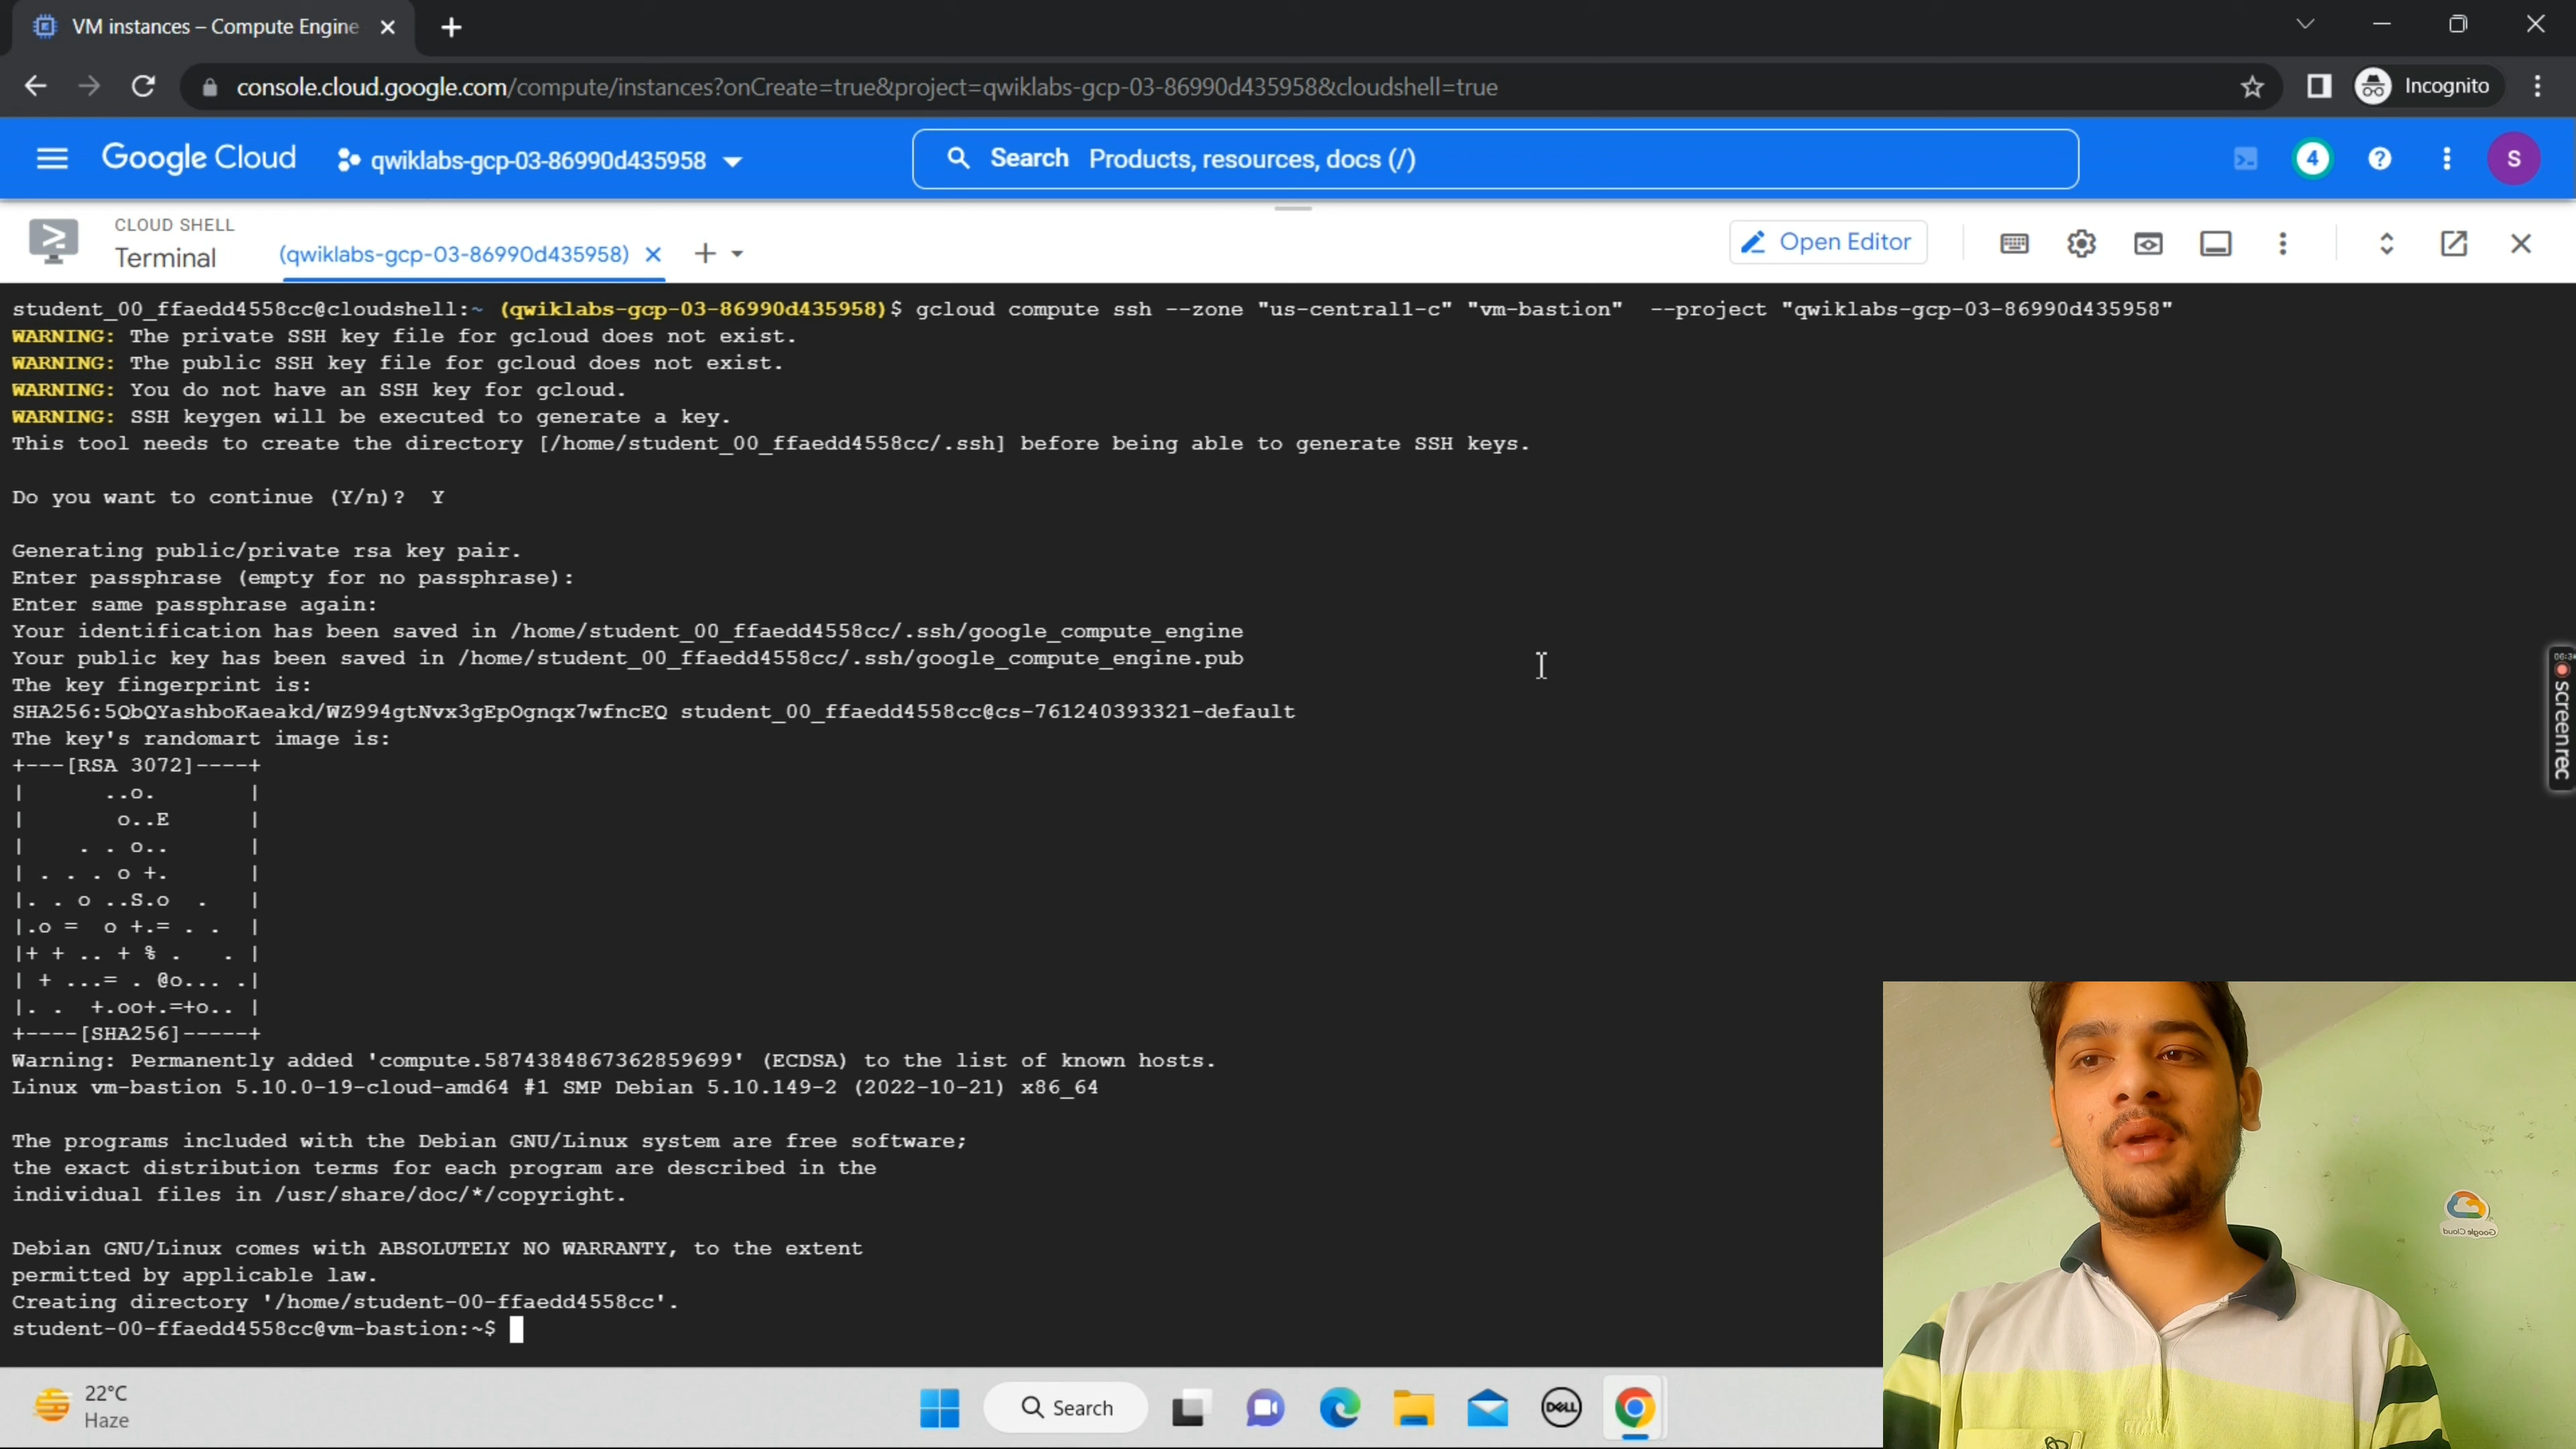 VM instances – Compute Engine
console.cloud.google.com/compute/instances?onCreate=true&project=qwiklabs-gcp-03-86990d435958&cloudshell=true
Incognito
Google Cloud
qwiklabs-gcp-03-86990d435958
Search Products, resources, docs (/)
4
?
S
CLOUD SHELL
Terminal
(qwiklabs-gcp-03-86990d435958)
Open Editor
student_00_ffaedd4558cc@cloudshell:~ (qwiklabs-gcp-03-86990d435958)$ gcloud compute ssh --zone "us-central1-c" "vm-bastion"  --project "qwiklabs-gcp-03-86990d435958"
WARNING: The private SSH key file for gcloud does not exist.
WARNING: The public SSH key file for gcloud does not exist.
WARNING: You do not have an SSH key for gcloud.
WARNING: SSH keygen will be executed to generate a key.
This tool needs to create the directory [/home/student_00_ffaedd4558cc/.ssh] before being able to generate SSH keys.
Do you want to continue (Y/n)?  Y
Generating public/private rsa key pair.
Enter passphrase (empty for no passphrase):
Enter same passphrase again:
Your identification has been saved in /home/student_00_ffaedd4558cc/.ssh/google_compute_engine
Your public key has been saved in /home/student_00_ffaedd4558cc/.ssh/google_compute_engine.pub
The key fingerprint is:
SHA256:5QbQYashboKaeakd/WZ994gtNvx3gEpOgnqx7wfncEQ student_00_ffaedd4558cc@cs-761240393321-default
The key's randomart image is:
+---[RSA 3072]----+
|      ..o.       |
|       o..E      |
|    . . o..      |
| . . . o +.      |
|. . o ..S.o  .   |
|.o =  o +.= . .  |
|+ + .. + % .   . |
| + ...= . @o... .|
|. .  +.oo+.=+o.. |
+----[SHA256]-----+
Warning: Permanently added 'compute.5874384867362859699' (ECDSA) to the list of known hosts.
Linux vm-bastion 5.10.0-19-cloud-amd64 #1 SMP Debian 5.10.149-2 (2022-10-21) x86_64
The programs included with the Debian GNU/Linux system are free software;
the exact distribution terms for each program are described in the
individual files in /usr/share/doc/*/copyright.
Debian GNU/Linux comes with ABSOLUTELY NO WARRANTY, to the extent
permitted by applicable law.
Creating directory '/home/student-00-ffaedd4558cc'.
student-00-ffaedd4558cc@vm-bastion:~$
screenrec
Google Cloud
22°C
Haze
Search
DELL